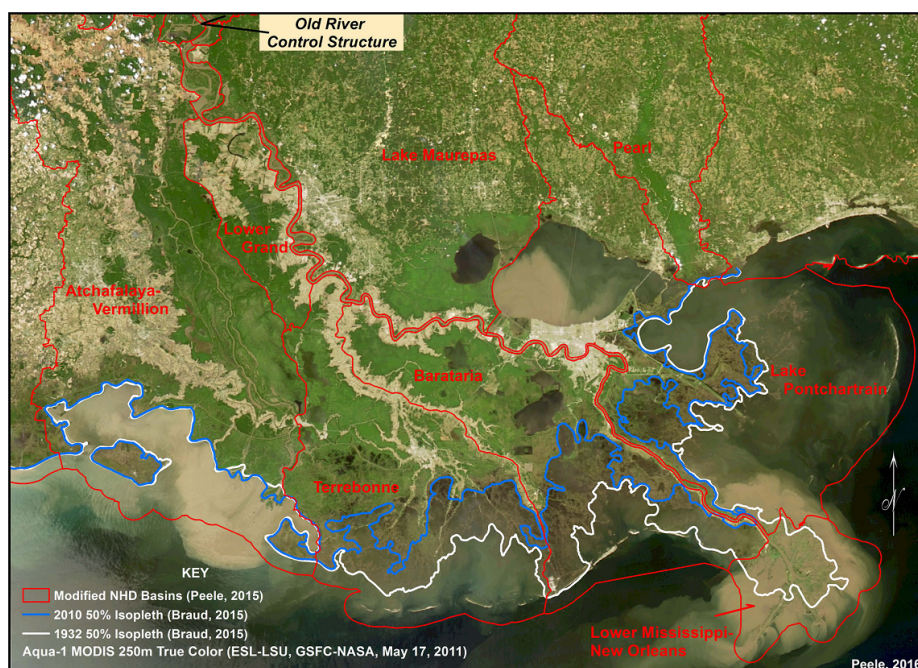 Old River
Control Structure
Lake Maurepas
Pearl
Lower
Grand
Atchafalaya-
Vermillion
Barataria
Lake
Pontchartrain
Terrebonne
KEY
Modified NHD Basins (Peele, 2015)
2010 50% Isopleth (Braud, 2015)
1932 50% Isopleth (Braud, 2015)
Aqua-1 MODIS 250m True Color (ESL-LSU, GSFC-NASA, May 17, 2011)
N
Lower Mississippi-
New Orleans